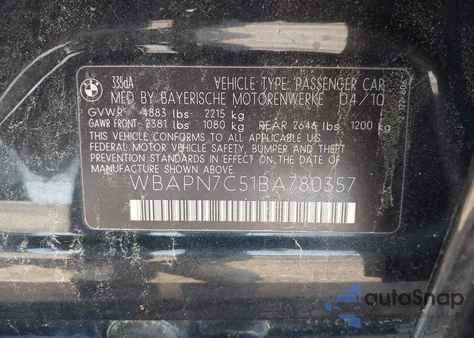 BMW
335dA
VEHICLE TYPE: PASSENGER CAR
MFD BY BAYERISCHE MOTORENWERKE 04/10
GVWR 4883 lbs 2215 kg
GAWR FRONT- 2381 lbs 1080 kg REAR 2646 lbs 1200 kg
THIS VEHICLE CONFORMS TO ALL APPLICABLE U.S.
FEDERAL MOTOR VEHICLE SAFETY, BUMPER AND THEFT
PREVENTION STANDARDS IN EFFECT ON THE DATE
OF MANUFACTURE SHOWN ABOVE.
WBAPN7C51BA780357
autoSnap